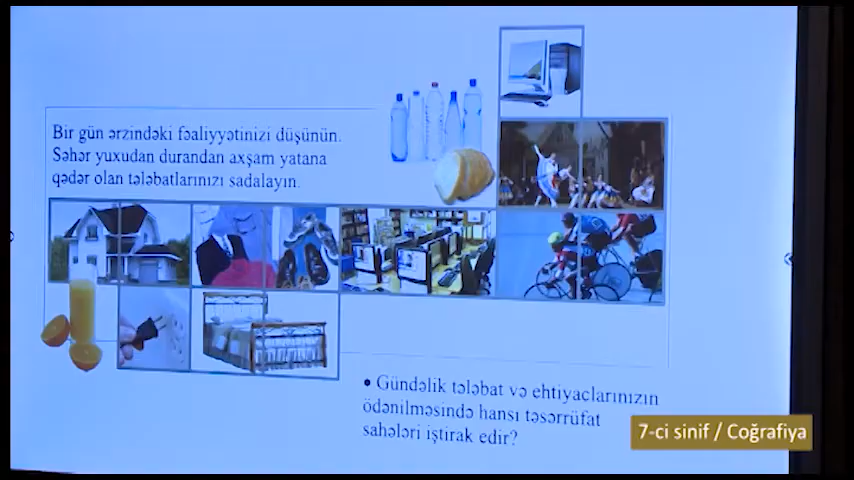 Bir gün ərzindəki fəaliyyətinizi düşünün.
Səhər yuxudan durandan axşam yatana
qədər olan tələbatlarınızı sadalayın.
• Gündəlik tələbat və ehtiyaclarınızın
ödənilməsində hansı təsərrüfat
sahələri iştirak edir?
7-ci sinif / Coğrafiya